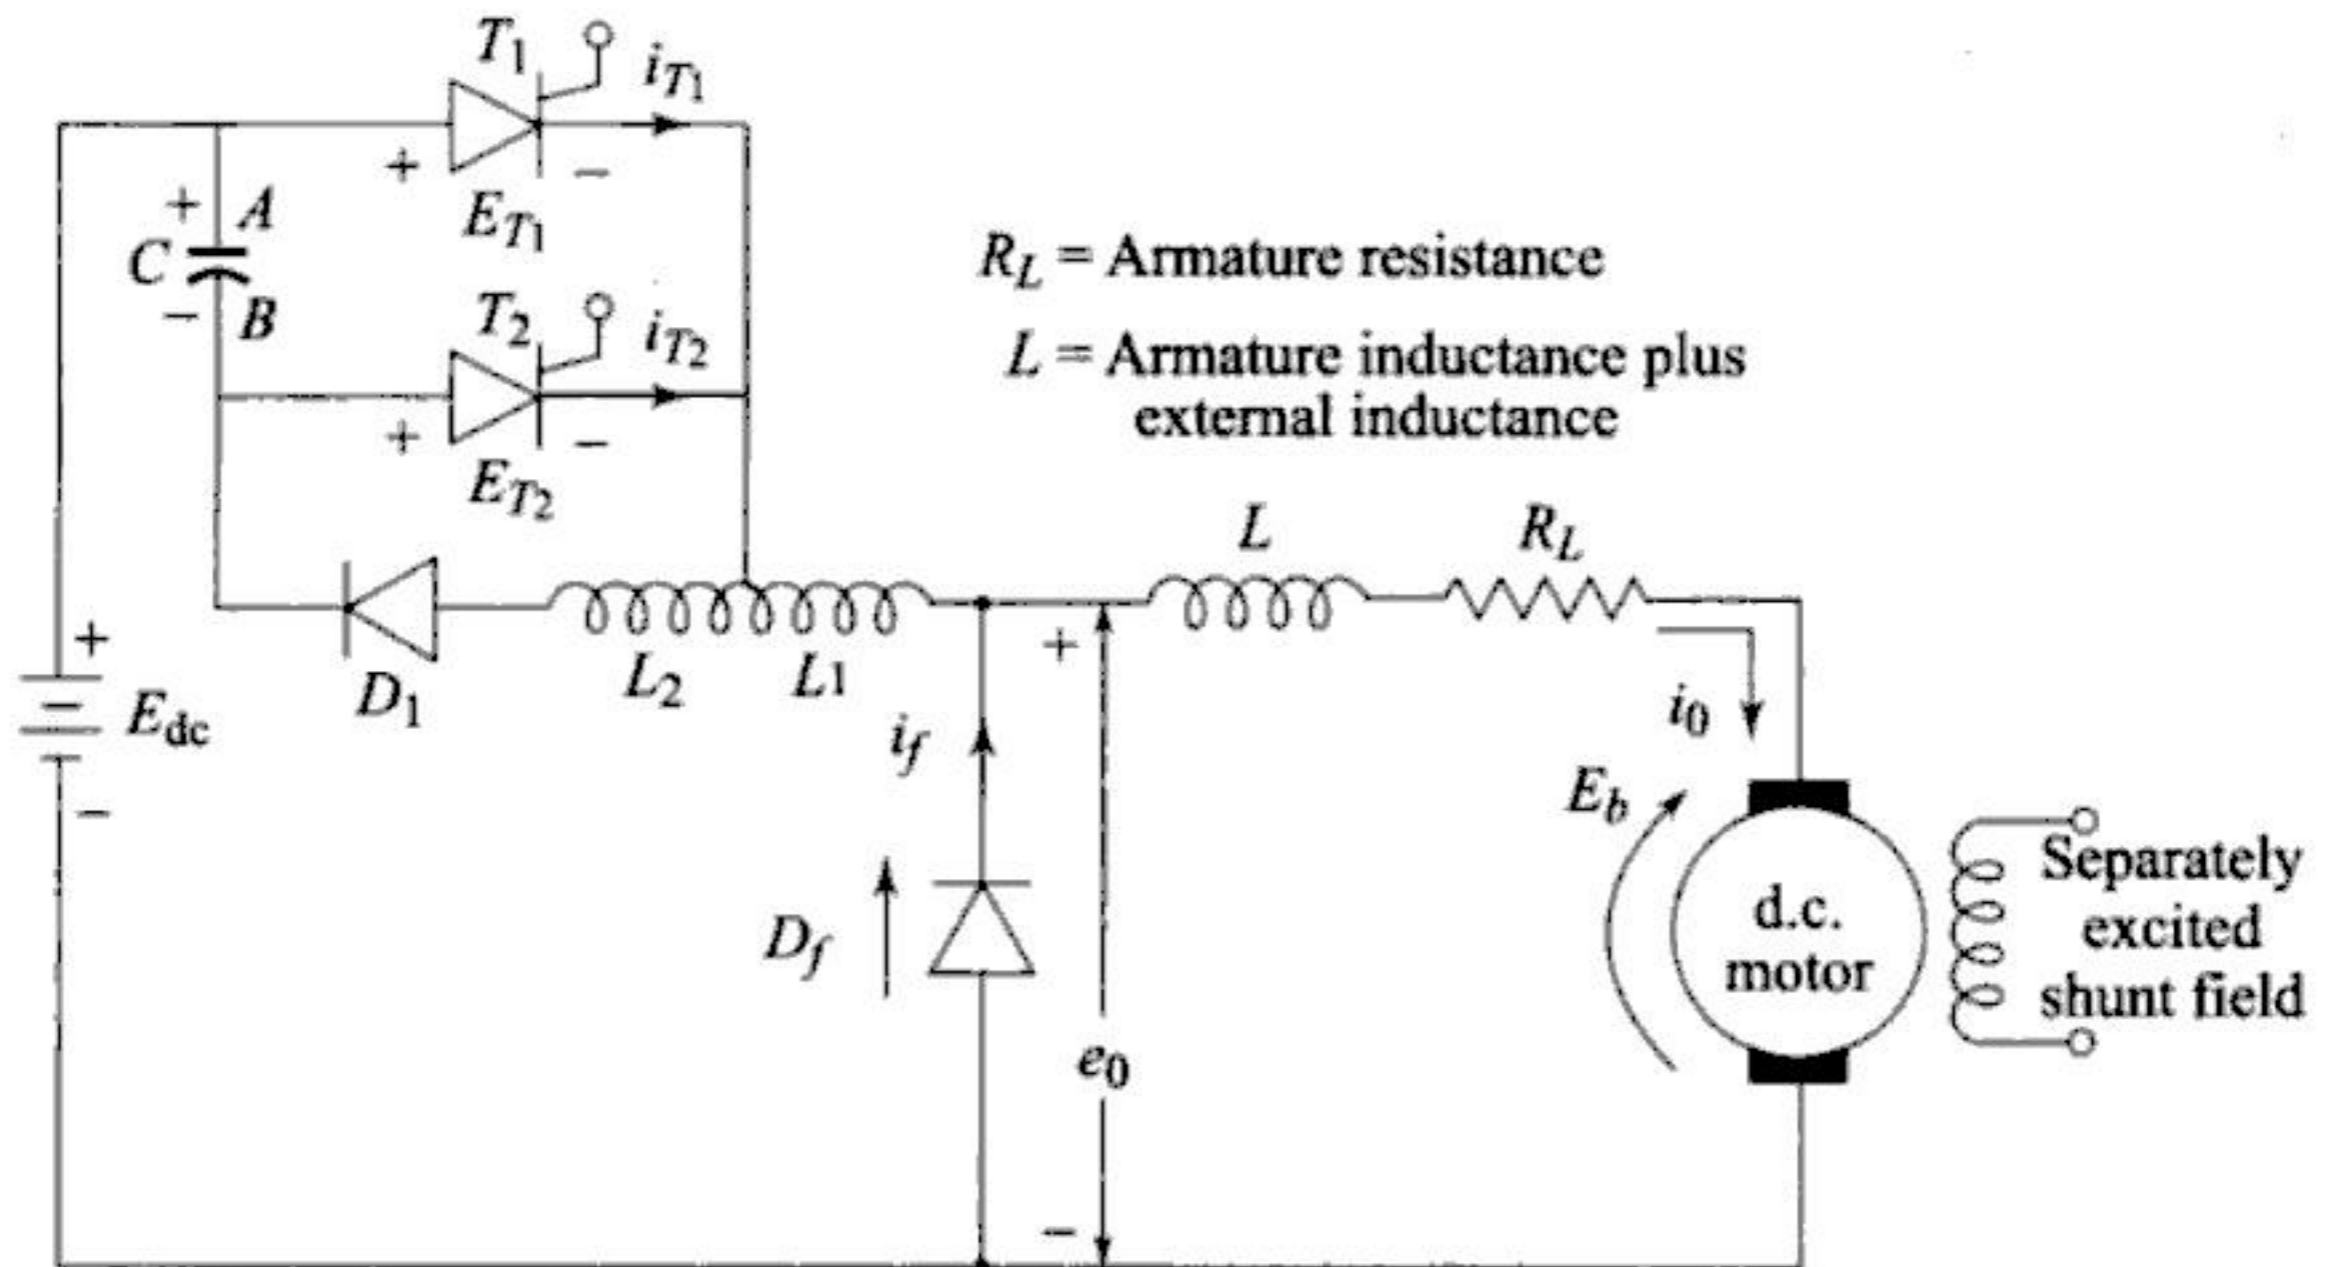 T1
iT1
+
−
ET1
+ A
C
− B
T2
iT2
+
−
ET2
RL = Armature resistance
L = Armature inductance plus
external inductance
L
RL
+
Edc
−
D1
L2
L1
+
if
i0
Eb
Df
e0
−
d.c.
motor
Separately
excited
shunt field